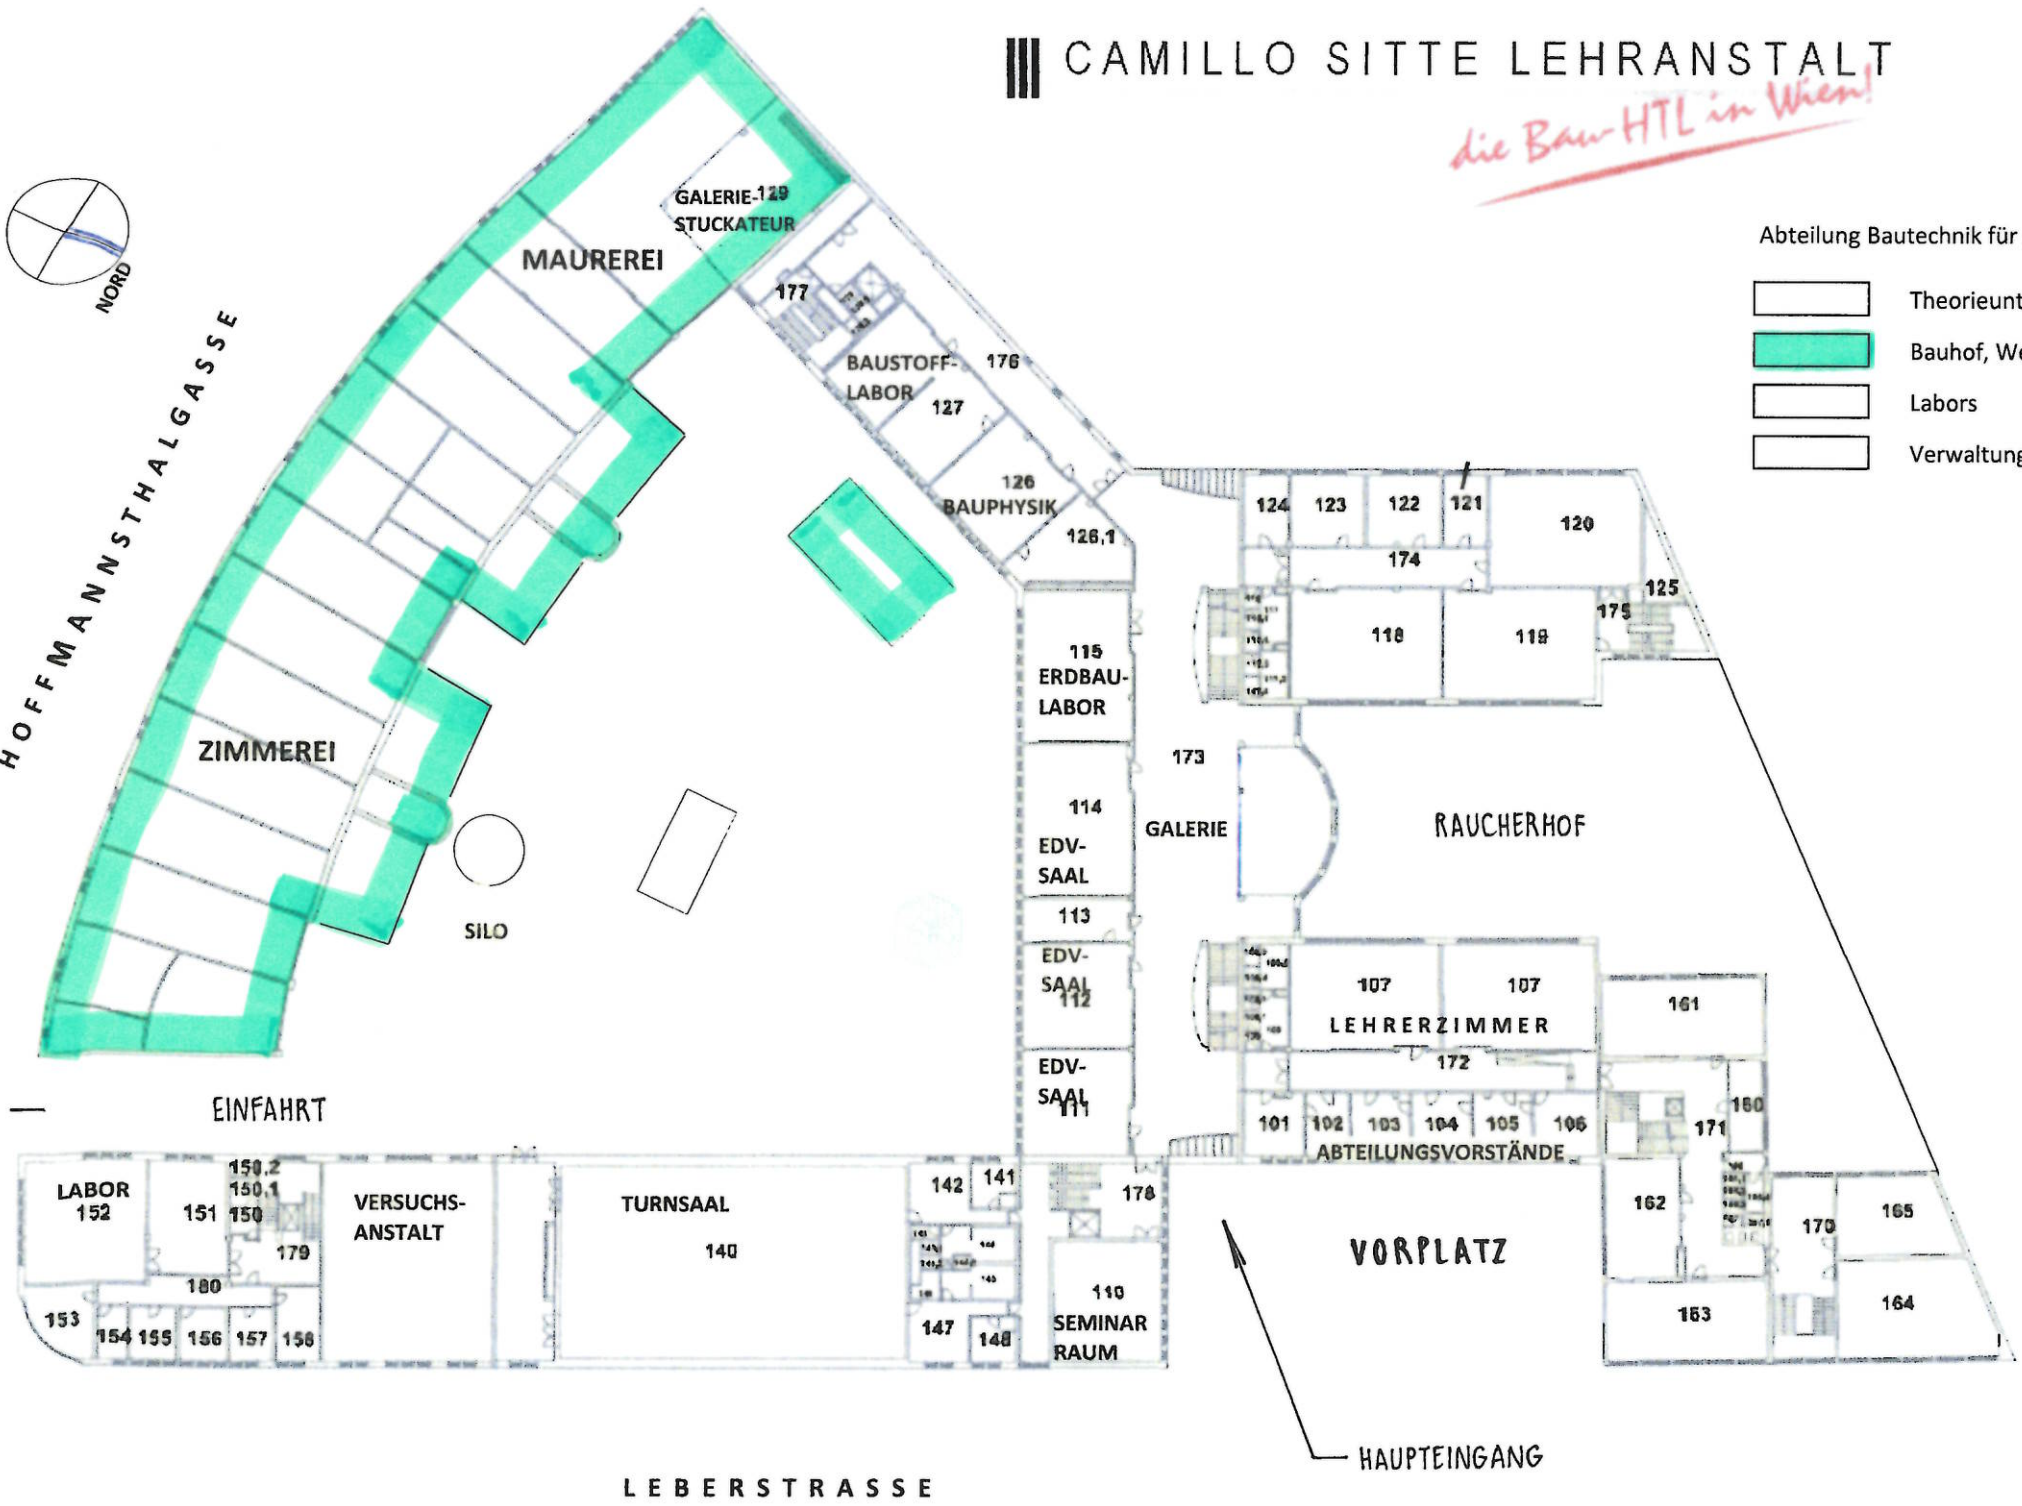 CAMILLO SITTE LEHRANSTALT
die Bau-HTL in Wien!
Abteilung Bautechnik für
Bauhof,
Labors
NORD
HOFFMANNSTHALGASSE
GALERIE- 129
STUCKATEUR
MAUREREI
177
176
BAUSTOFF-
LABOR
127
126
BAUPHYSIK
126,1
124 123 122 121 120
174
125
175
118 119
115
ERDBAU-
LABOR
173
114
GALERIE
RAUCHERHOF
EDV-
SAAL
ZIMMEREI
SILO
113
EDV-
SAAL
112
107 107
LEHRERZIMMER
161
172
EDV-
SAAL
111
EINFAHRT
101 102 103 104 105 106
ABTEILUNGSVORSTÄNDE
171
160
150,2
150,1
150
LABOR
152
151
179
180
153
154 155 156 157 158
VERSUCHS-
ANSTALT
TURNSAAL
140
142
141
178
147
148
110
SEMINAR
RAUM
VORPLATZ
162
170
165
163
164
HAUPTEINGANG
LEBERSTRASSE